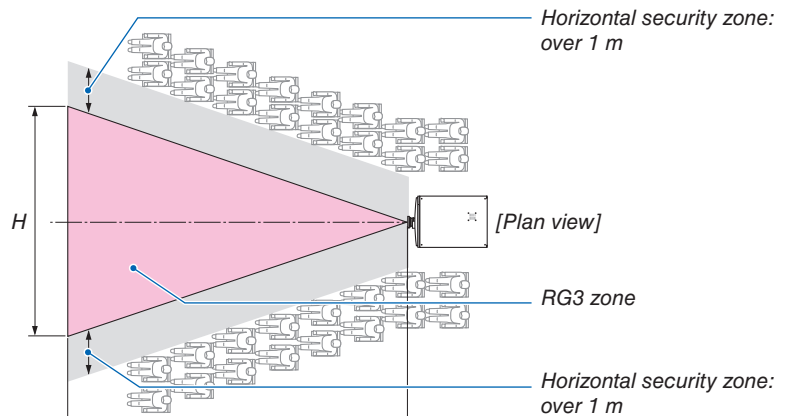 Horizontal security zone:
over 1 m
H
[Plan view]
RG3 zone
Horizontal security zone:
over 1 m